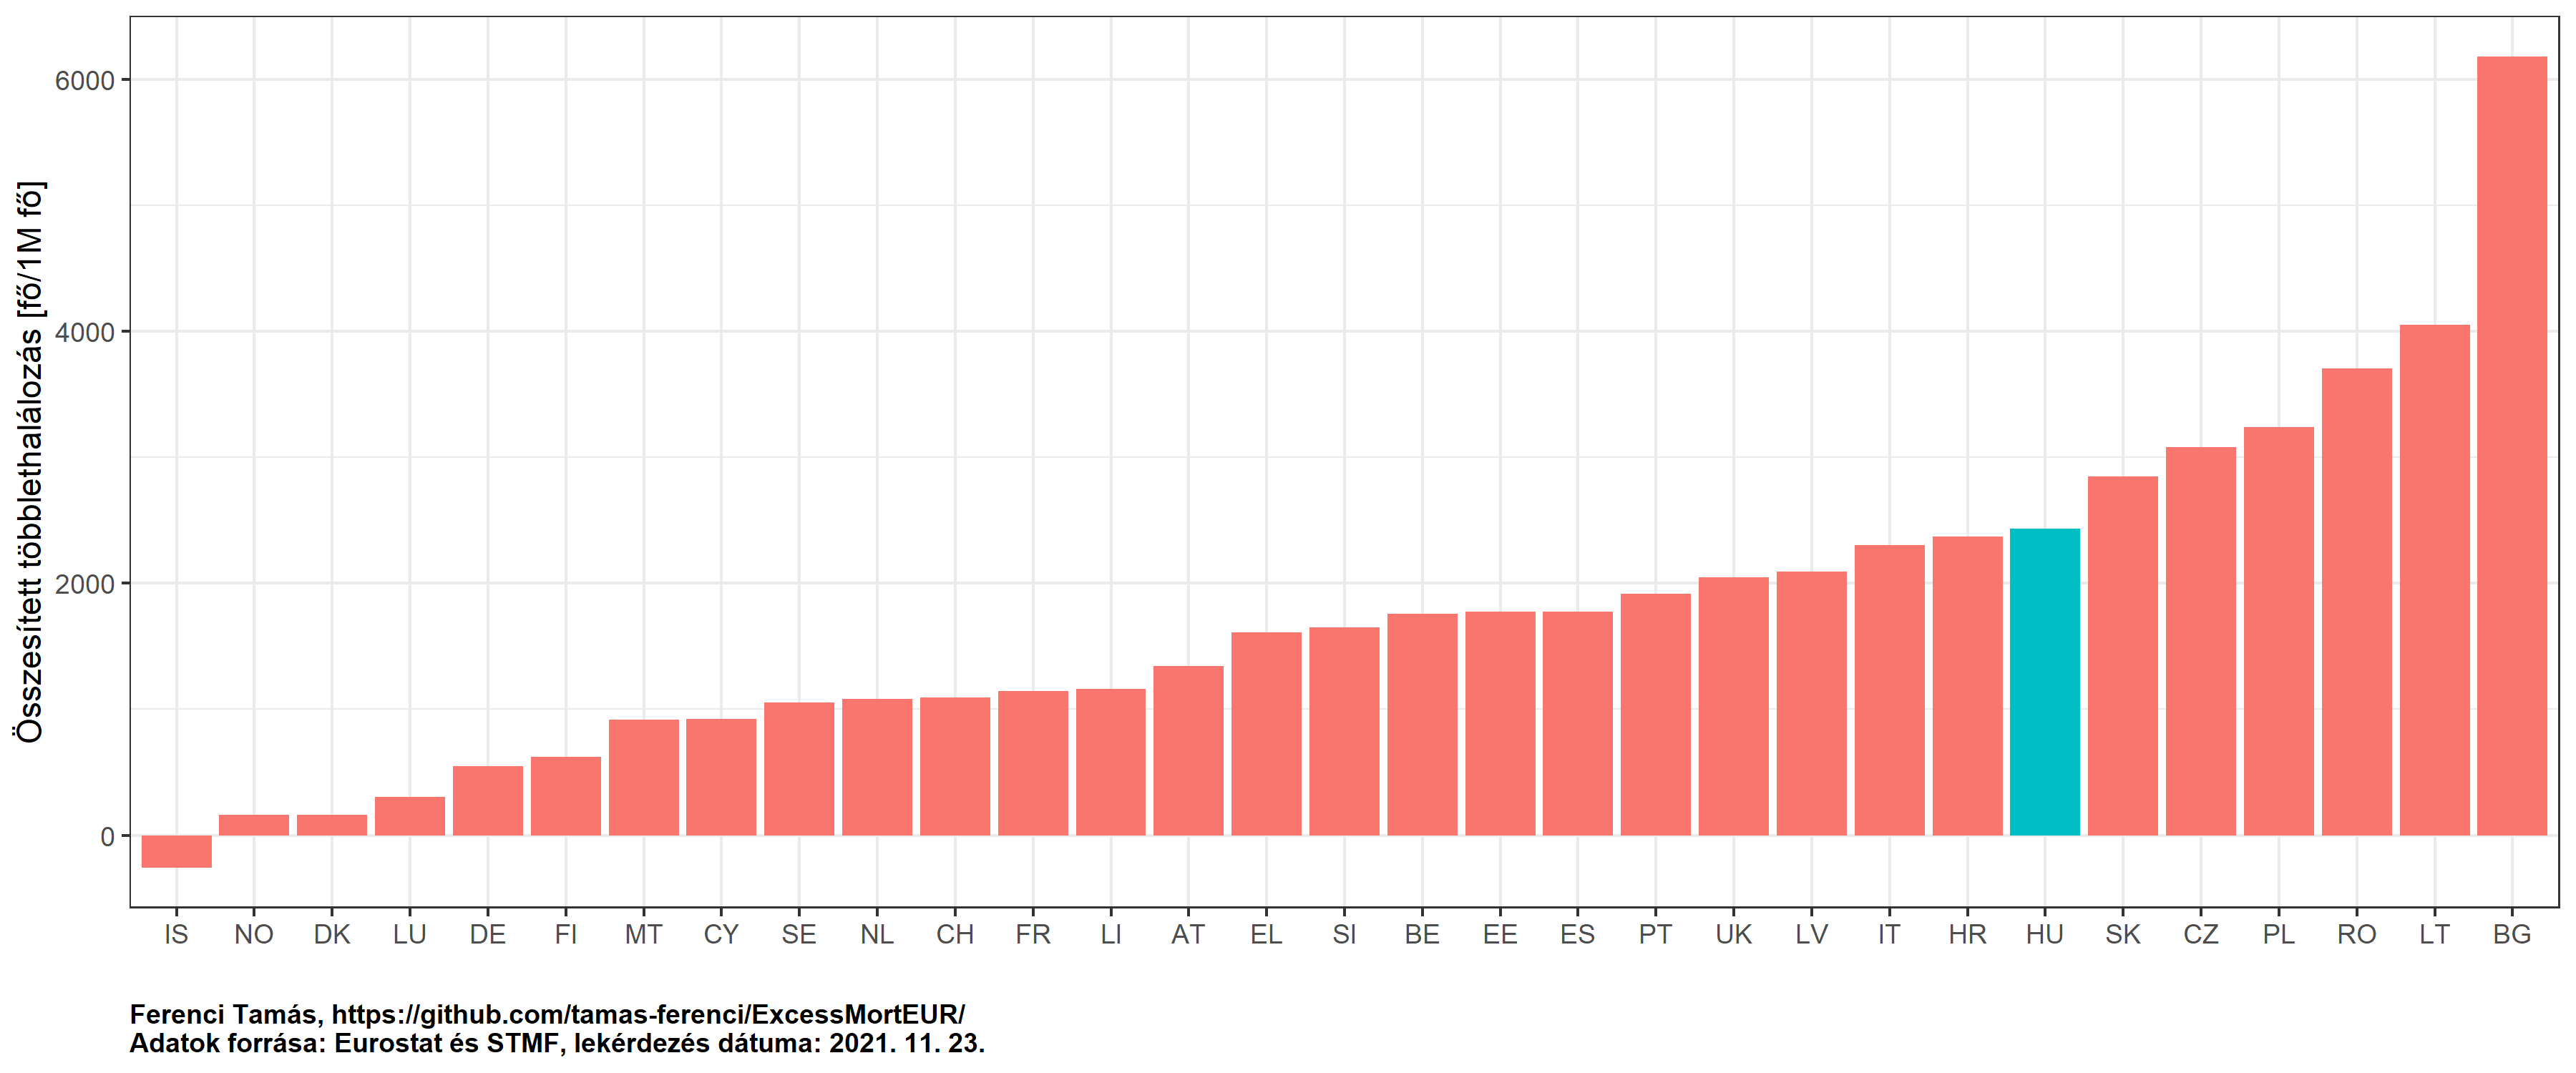 Összesített többlethalálozás [fő/1M fő]
6000
4000
2000
0
IS NO DK LU DE FI MT CY SE NL CH FR LI AT EL SI BE EE ES PT UK LV IT HR HU SK CZ PL RO LT BG
Ferenci Tamás, https://github.com/tamas-ferenci/ExcessMortEUR/
Adatok forrása: Eurostat és STMF, lekérdezés dátuma: 2021. 11. 23.